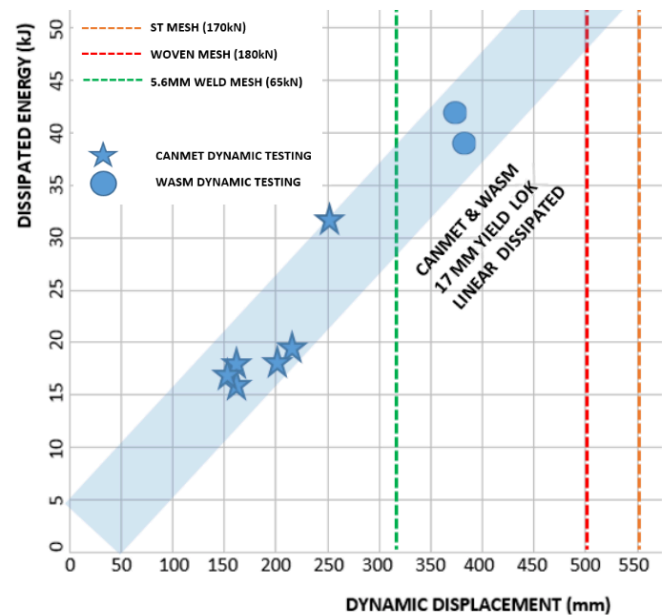 ST MESH (170kN)
WOVEN MESH (180kN)
5.6MM WELD MESH (65kN)
CANMET DYNAMIC TESTING
WASM DYNAMIC TESTING
CANMET & WASM
17 MM YIELD LOK
LINEAR DISSIPATED
DISSIPATED ENERGY (kJ)
50
45
40
35
30
25
20
15
10
5
0
0 50 100 150 200 250 300 350 400 450 500 550
DYNAMIC DISPLACEMENT (mm)